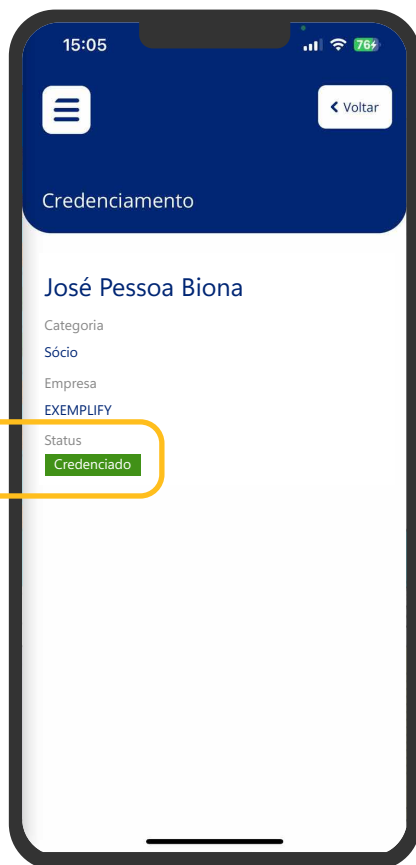 15:05
76
Voltar
Credenciamento
José Pessoa Biona
Categoria
Sócio
Empresa
EXEMPLIFY
Status
Credenciado